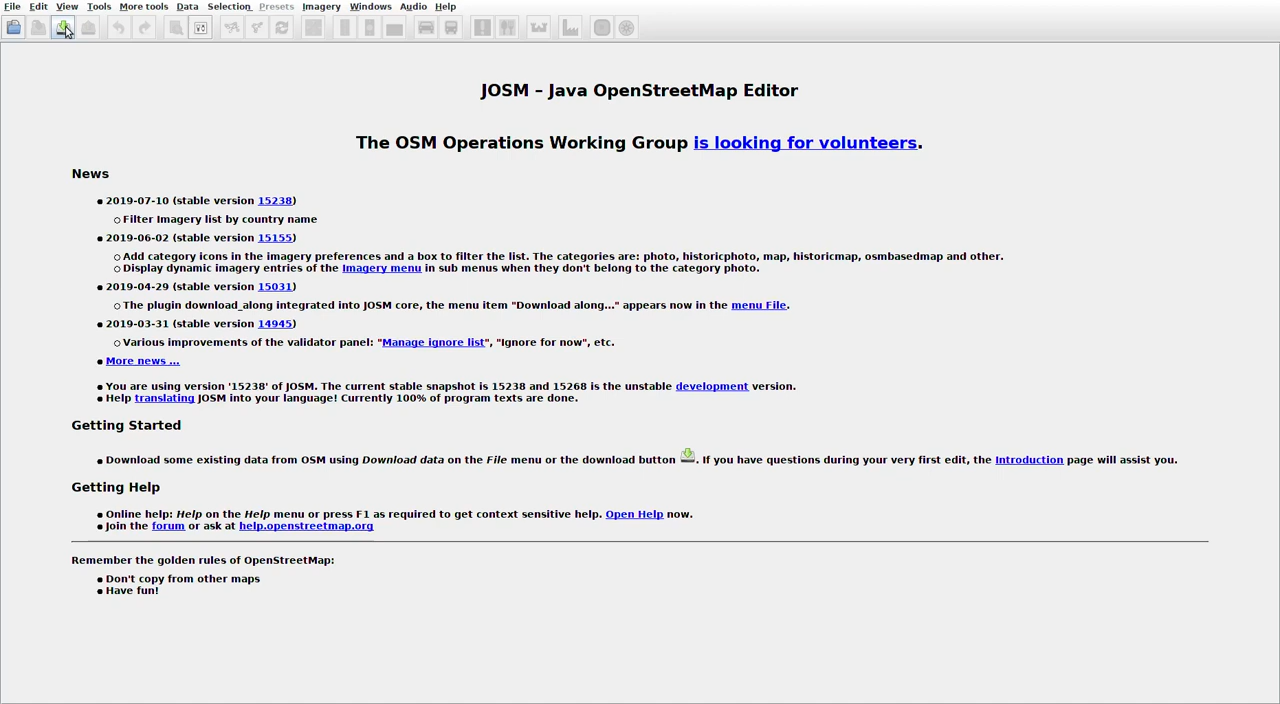 File Edit View Tools More tools Data Selection Presets Imagery Windows Audio Help
JOSM – Java OpenStreetMap Editor
The OSM Operations Working Group is looking for volunteers.
News
2019-07-10 (stable version 15238)
Filter Imagery list by country name
2019-06-02 (stable version 15155)
Add category icons in the imagery preferences and a box to filter the list. The categories are: photo, historicphoto, map, historicmap, osmbasedmap and other.
Display dynamic imagery entries of the Imagery menu in sub menus when they don't belong to the category photo.
2019-04-29 (stable version 15031)
The plugin download_along integrated into JOSM core, the menu item "Download along..." appears now in the menu File.
2019-03-31 (stable version 14945)
Various improvements of the validator panel: "Manage ignore list", "Ignore for now", etc.
More news ...
You are using version '15238' of JOSM. The current stable snapshot is 15238 and 15268 is the unstable development version.
Help translating JOSM into your language! Currently 100% of program texts are done.
Getting Started
Download some existing data from OSM using Download data on the File menu or the download button . If you have questions during your very first edit, the Introduction page will assist you.
Getting Help
Online help: Help on the Help menu or press F1 as required to get context sensitive help. Open Help now.
Join the forum or ask at help.openstreetmap.org
Remember the golden rules of OpenStreetMap:
Don't copy from other maps
Have fun!